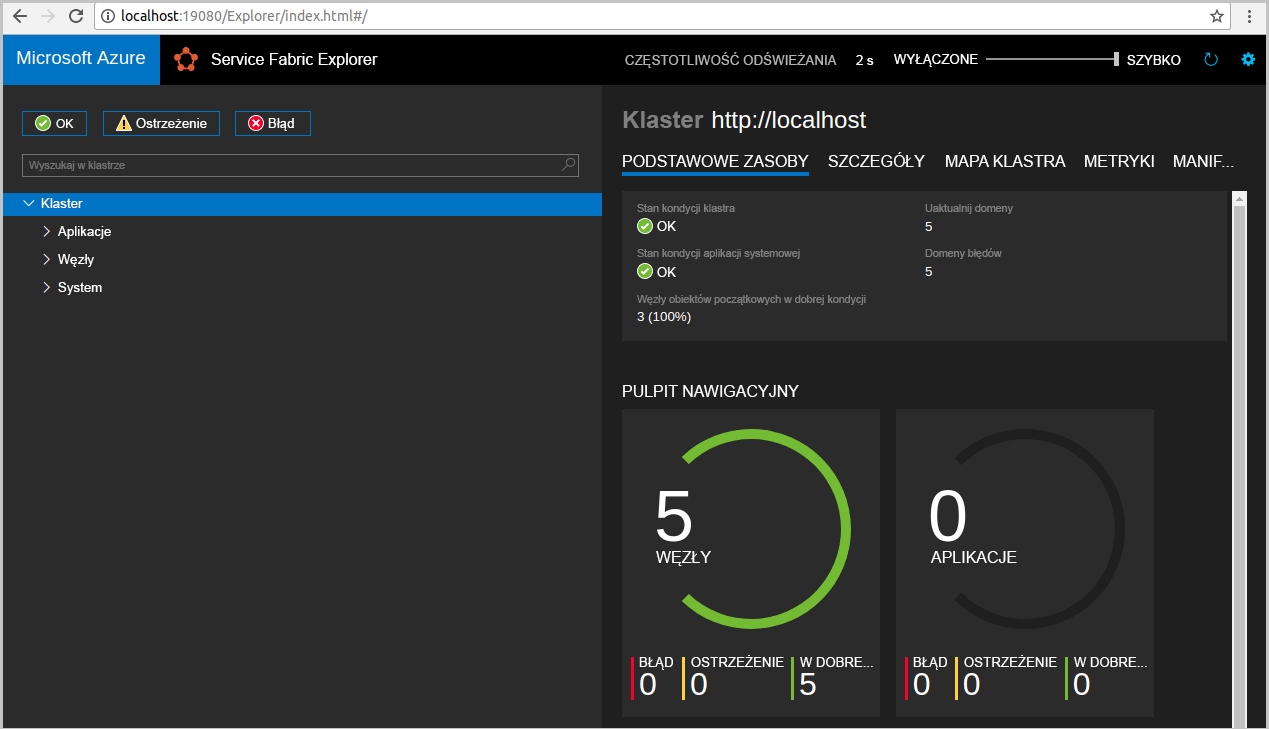 localhost:19080/Explorer/index.html#/
Microsoft Azure
Service Fabric Explorer
CZĘSTOTLIWOŚĆ ODŚWIEŻANIA 2 s WYŁĄCZONE SZYBKO
OK Ostrzeżenie Błąd
Wyszukaj w klastrze
Klaster
Aplikacje
Węzły
System
Klaster http://localhost
PODSTAWOWE ZASOBY SZCZEGÓŁY MAPA KLASTRA METRYKI MANIF...
Stan kondycji klastra
OK
Uaktualnij domeny
5
Stan kondycji aplikacji systemowej
OK
Domeny błędów
5
Węzły obiektów początkowych w dobrej kondycji
3 (100%)
PULPIT NAWIGACYJNY
5
WĘZŁY
BŁĄD OSTRZEŻENIE W DOBRE...
0 0 5
0
APLIKACJE
BŁĄD OSTRZEŻENIE W DOBRE...
0 0 0